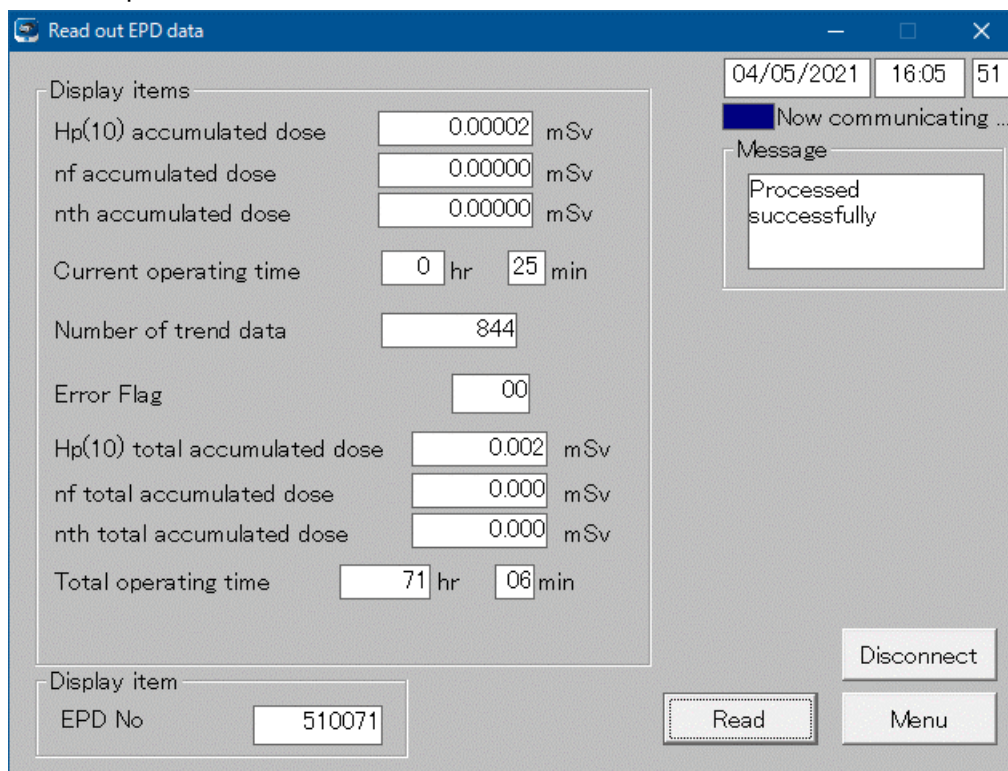 Read out EPD data
04/05/2021 16:05 51
Now communicating ...
Display items
Hp(10) accumulated dose 0.00002 mSv
nf accumulated dose 0.00000 mSv
nth accumulated dose 0.00000 mSv
Current operating time 0 hr 25 min
Number of trend data 844
Error Flag 00
Hp(10) total accumulated dose 0.002 mSv
nf total accumulated dose 0.000 mSv
nth total accumulated dose 0.000 mSv
Total operating time 71 hr 06 min
Message
Processed
successfully
Display item
EPD No 510071
Disconnect
Read
Menu